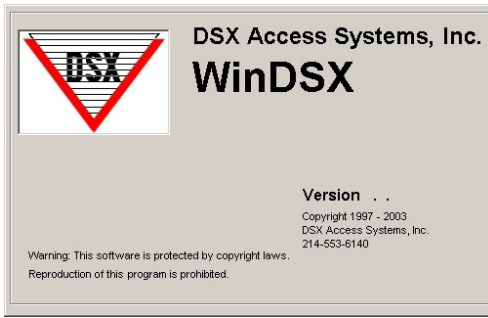 DSX
DSX Access Systems, Inc.
WinDSX
Version . .
Copyright 1997 - 2003
DSX Access Systems, Inc.
214-553-6140
Warning: This software is protected by copyright laws.
Reproduction of this program is prohibited.